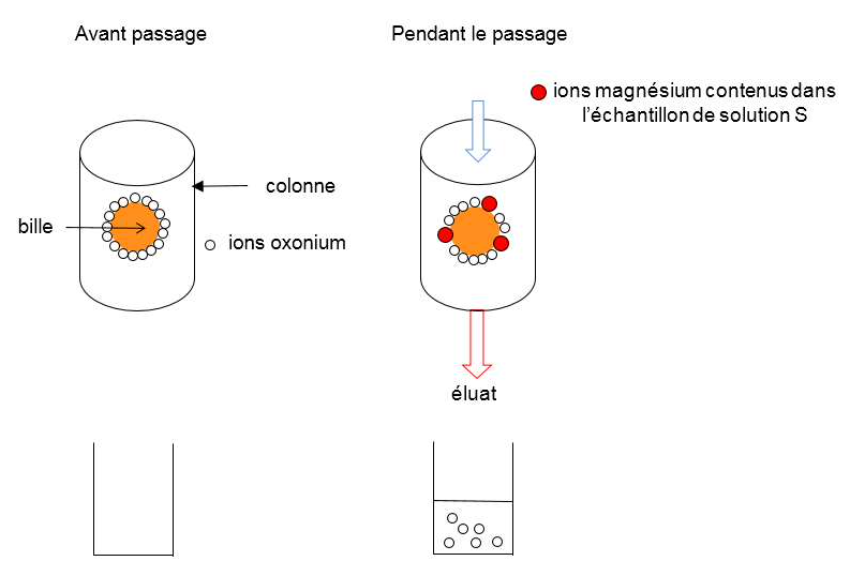 Avant passage
Pendant le passage
ions magnésium contenus dans
l'échantillon de solution S
colonne
bille
ions oxonium
éluat